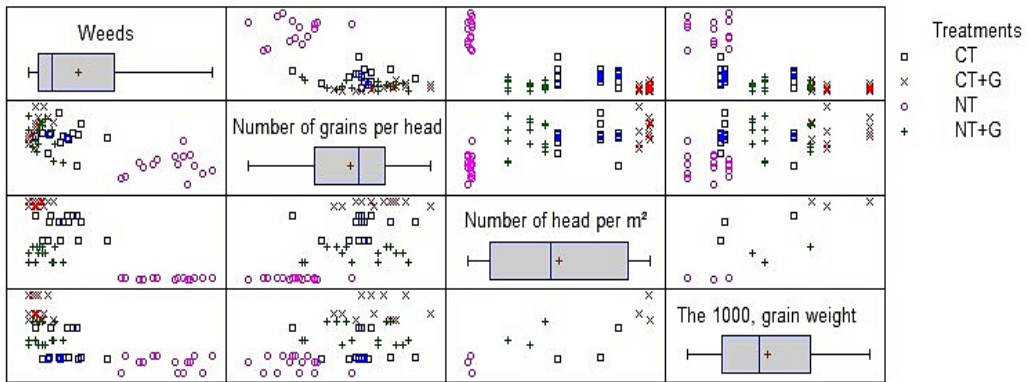 Weeds
Number of grains per head
Number of head per m²
The 1000, grain weight
Treatments
CT
CT+G
NT
NT+G